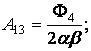 A₁₃ = Φ₄ / 2αβ;